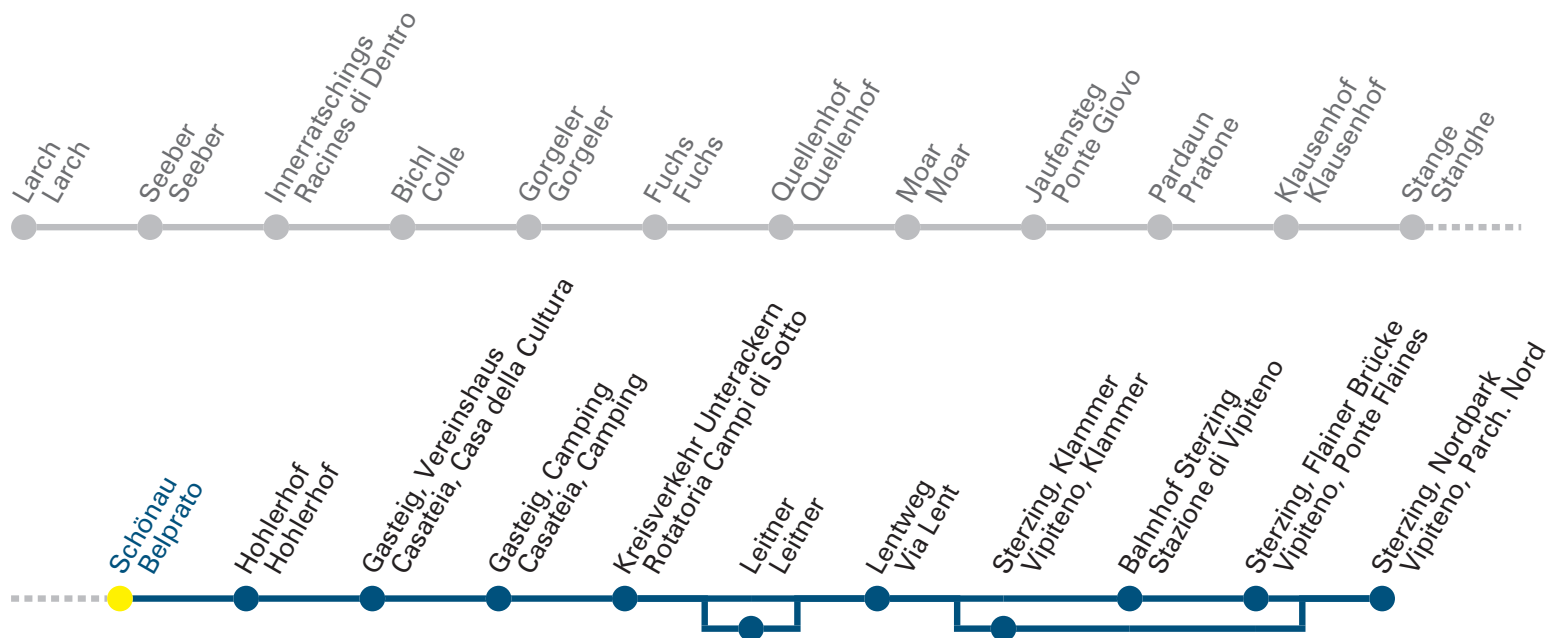 Larch
Larch
Seeber
Seeber
Innerratschings
Racines di Dentro
Bichl
Colle
Gorgeler
Gorgeler
Fuchs
Fuchs
Quellenhof
Quellenhof
Moar
Moar
Jaufensteg
Ponte Giovo
Pardaun
Pratone
Klausenhof
Klausenhof
Stange
Stanghe
Schönau
Belprato
Hohlerhof
Hohlerhof
Gasteig, Vereinshaus
Casateia, Casa della Cultura
Gasteig, Camping
Casateia, Camping
Kreisverkehr Unterackern
Rotatoria Campi di Sotto
Leitner
Leitner
Lentweg
Via Lent
Sterzing, Klammer
Vipiteno, Klammer
Bahnhof Sterzing
Stazione di Vipiteno
Sterzing, Flainer Brücke
Vipiteno, Ponte Flaines
Sterzing, Nordpark
Vipiteno, Parch. Nord